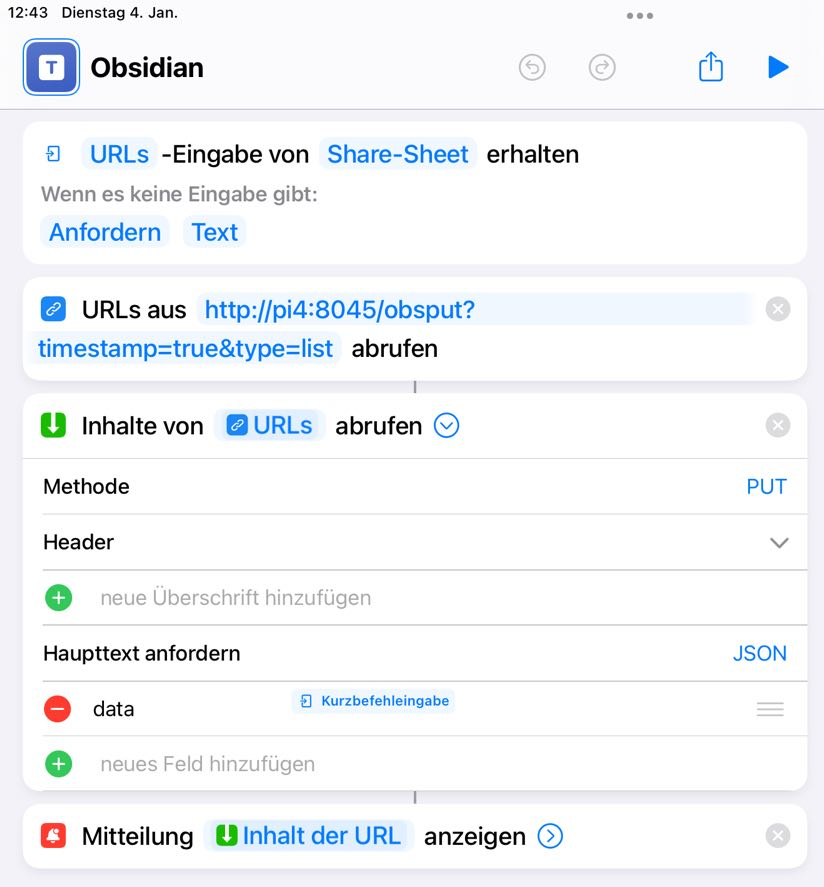 12:43 Dienstag 4. Jan.
T Obsidian
URLs -Eingabe von Share-Sheet erhalten
Wenn es keine Eingabe gibt:
Anfordern Text
URLs aus http://pi4:8045/obsput?
timestamp=true&type=list abrufen
Inhalte von URLs abrufen
Methode PUT
Header
neue Überschrift hinzufügen
Haupttext anfordern JSON
data Kurzbefehleingabe
neues Feld hinzufügen
Mitteilung Inhalt der URL anzeigen